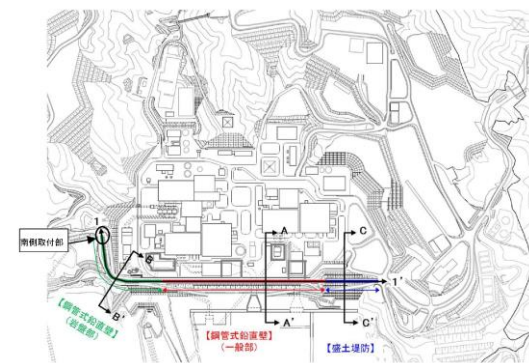 A
C
1
南側取付部
B
1'
B'
【鋼管式鉛直壁】
(岩盤部)
【鋼管式鉛直壁】
(一般部)
A'
C'
【盛土堤防】